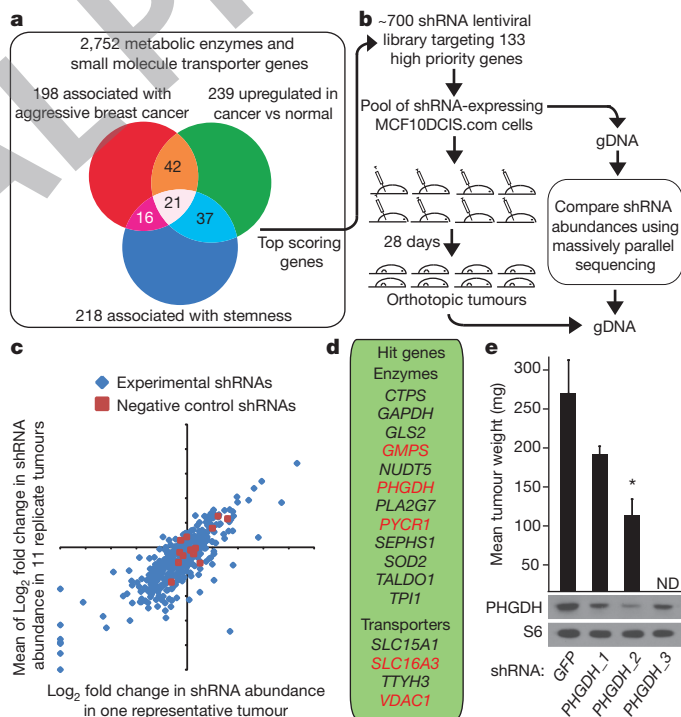 a
2,752 metabolic enzymes and
small molecule transporter genes
198 associated with
aggressive breast cancer
239 upregulated in
cancer vs normal
42
21
16
37
Top scoring
genes
218 associated with stemness
b
~700 shRNA lentiviral
library targeting 133
high priority genes
Pool of shRNA-expressing
MCF10DCIS.com cells
gDNA
28 days
Compare shRNA
abundances using
massively parallel
sequencing
Orthotopic tumours
gDNA
c
Experimental shRNAs
Negative control shRNAs
Mean of Log2 fold change in shRNA
abundance in 11 replicate tumours
Log2 fold change in shRNA abundance
in one representative tumour
d
Hit genes
Enzymes
CTPS
GAPDH
GLS2
GMPS
NUDT5
PHGDH
PLA2G7
PYCR1
SEPHS1
SOD2
TALDO1
TPI1
Transporters
SLC15A1
SLC16A3
TTYH3
VDAC1
e
Mean tumour weight (mg)
300
250
200
150
100
50
*
ND
PHGDH
S6
shRNA:
GFP
PHGDH_1
PHGDH_2
PHGDH_3